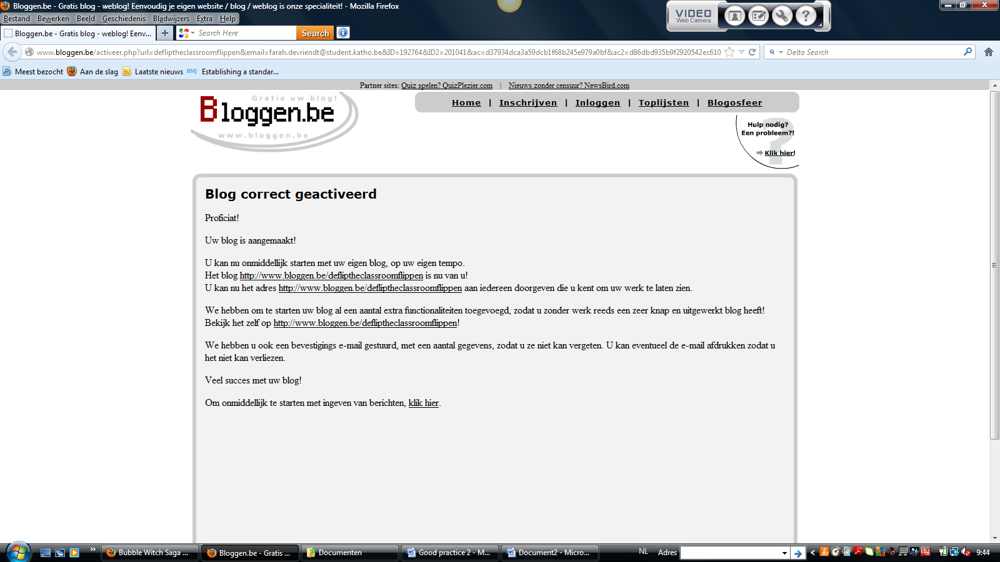 Bloggen.be - Gratis blog - weblog! Eenvoudig je eigen website / blog / weblog is onze specialiteit! - Mozilla Firefox
Bestand Bewerken Beeld Geschiedenis Bladwijzers Extra Help
VIDEO
Web Camera
Bloggen.be - Gratis blog - weblog! Eenv...
Search Here
Search
www.bloggen.be/activeer.php?url=defliptheclassroomflippen&email=farah.devriendt@student.katho.be&ID=192764&ID2=201041&ac=d37934dca3a59dcb1f68b245e979a0bf&ac2=d86dbd935b9f2920542ec610
Delta Search
Meest bezocht Aan de slag Laatste nieuws BMJ Establishing a standar...
Partner sites: Quiz spelen? QuizPlezier.com | Nieuws zonder censuur? NewsBird.com
Gratis uw blog!
Bloggen.be
www.bloggen.be
Home | Inschrijven | Inloggen | Toplijsten | Blogosfeer
Hulp nodig?
Een probleem?!
Klik hier!
Blog correct geactiveerd
Proficiat!
Uw blog is aangemaakt!
U kan nu onmiddellijk starten met uw eigen blog, op uw eigen tempo.
Het blog http://www.bloggen.be/defliptheclassroomflippen is nu van u!
U kan nu het adres http://www.bloggen.be/defliptheclassroomflippen aan iedereen doorgeven die u kent om uw werk te laten zien.
We hebben om te starten uw blog al een aantal extra functionaliteiten toegevoegd, zodat u zonder werk reeds een zeer knap en uitgewerkt blog heeft!
Bekijk het zelf op http://www.bloggen.be/defliptheclassroomflippen!
We hebben u ook een bevestigings e-mail gestuurd, met een aantal gegevens, zodat u ze niet kan vergeten. U kan eventueel de e-mail afdrukken zodat u
het niet kan verliezen.
Veel succes met uw blog!
Om onmiddellijk te starten met ingeven van berichten, klik hier.
Bubble Witch Saga ... Bloggen.be - Gratis ... Documenten Good practice 2 - M... Document2 - Micro... NL Adres 9:44